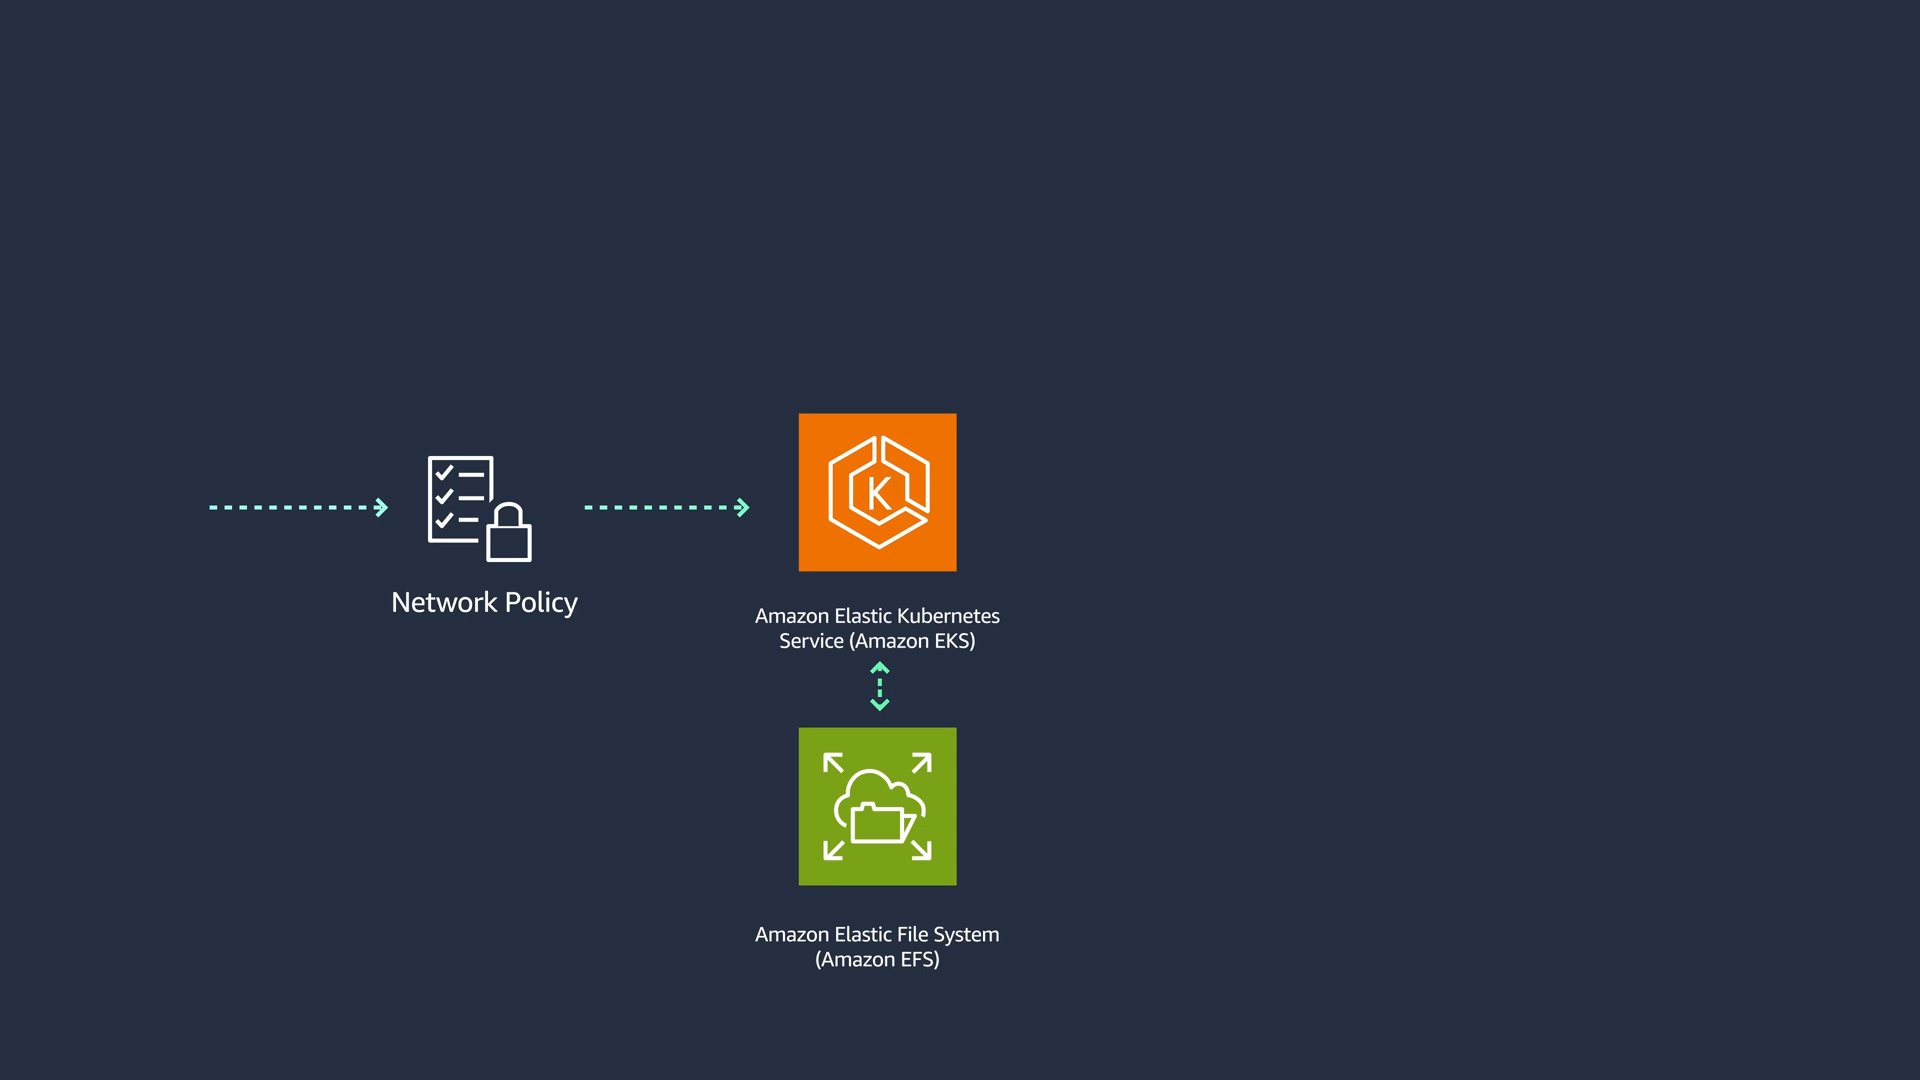 Network Policy
K
Amazon Elastic Kubernetes
Service (Amazon EKS)
Amazon Elastic File System
(Amazon EFS)